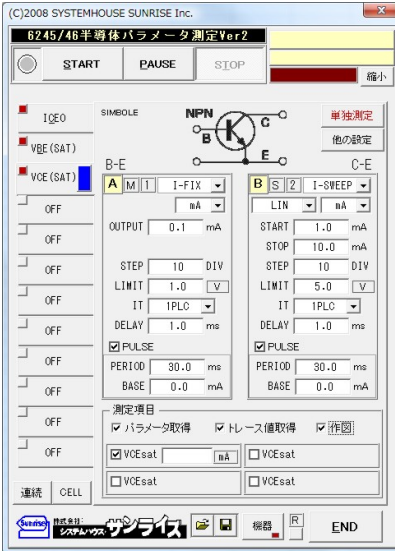 (C)2008 SYSTEMHOUSE SUNRISE Inc.
6245/46半導体パラメータ測定Ver2
START PAUSE STOP
縮小
ICEO
VBE(SAT)
VCE(SAT)
OFF
OFF
OFF
OFF
OFF
OFF
OFF
OFF
OFF
連続 CELL
SIMBOLE NPN
B C E K
単独測定
他の設定
B-E C-E
A M 1 I-FIX
mA
OUTPUT 0.1 mA
STEP 10 DIV
LIMIT 1.0 V
IT 1PLC
DELAY 1.0 ms
PULSE
PERIOD 30.0 ms
BASE 0.0 mA
B S 2 I-SWEEP
LIN mA
START 1.0 mA
STOP 10.0 mA
STEP 10 DIV
LIMIT 5.0 V
IT 1PLC
DELAY 1.0 ms
PULSE
PERIOD 30.0 ms
BASE 0.0 mA
測定項目
パラメータ取得 トレース値取得 作図
VCEsat mA VCEsat
VCEsat VCEsat
Sunrise 株式会社 システムハウス サンライズ 機器 R END